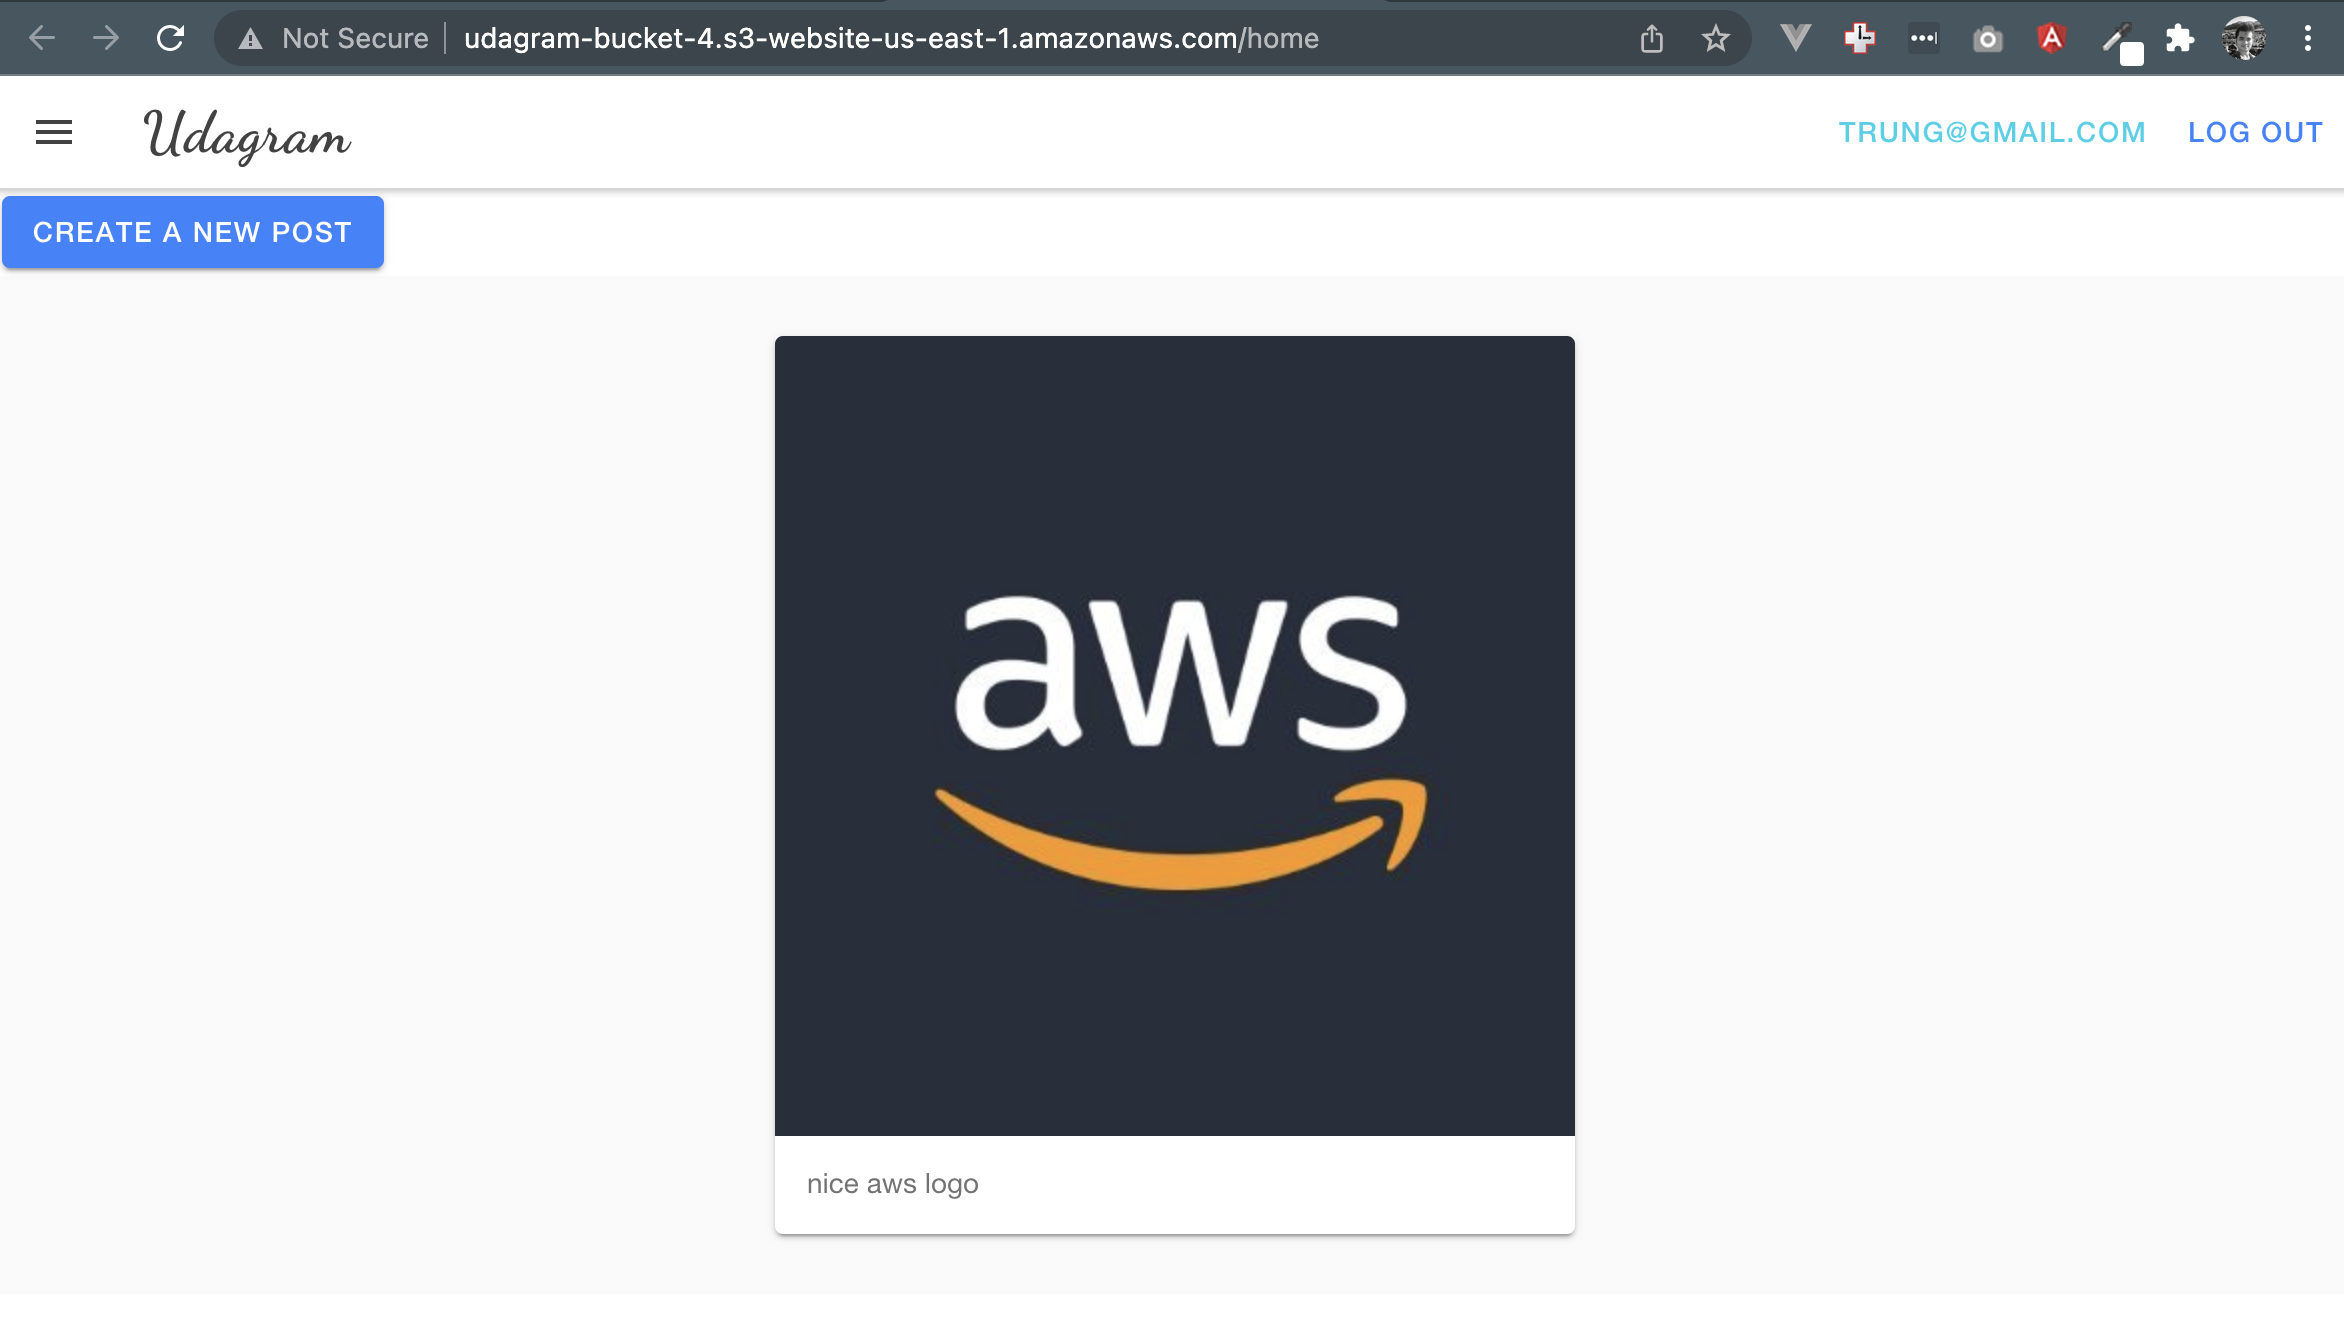 Not Secure udagram-bucket-4.s3-website-us-east-1.amazonaws.com/home
Udagram
TRUNG@GMAIL.COM LOG OUT
CREATE A NEW POST
aws
nice aws logo